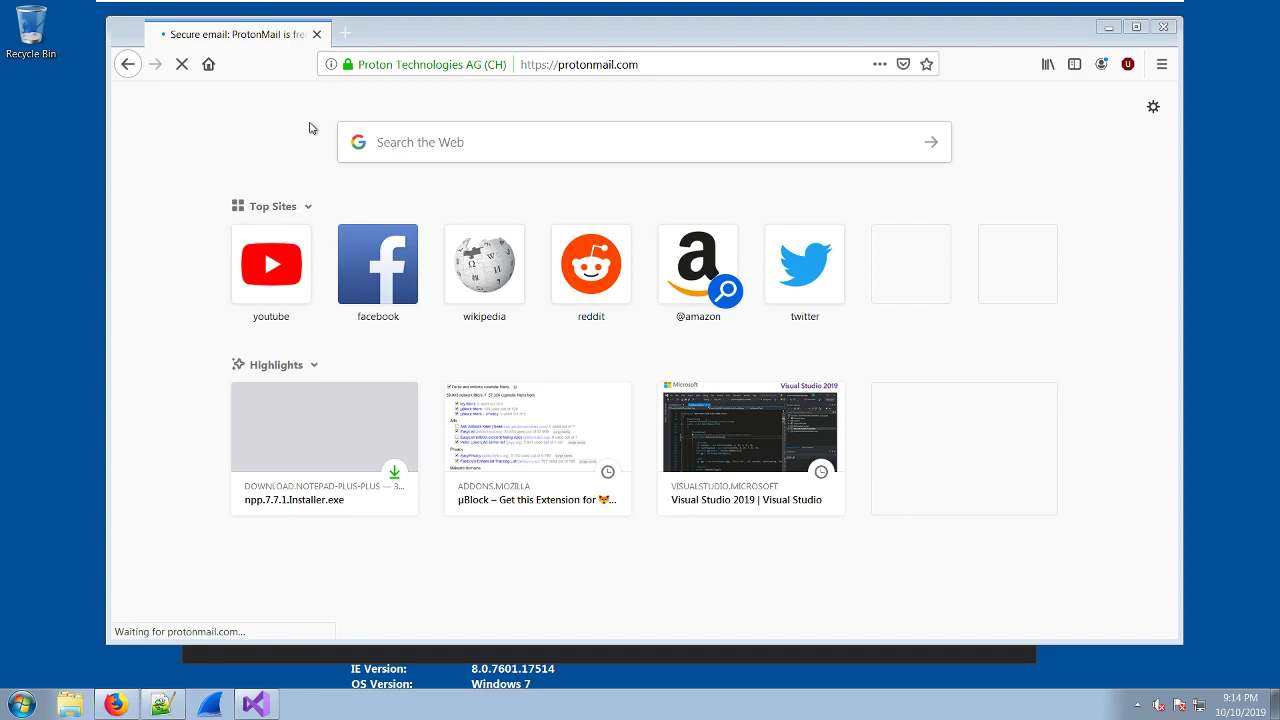 Recycle Bin
Secure email: ProtonMail is fre
Proton Technologies AG (CH)
https://protonmail.com
Search the Web
Top Sites
youtube
facebook
wikipedia
reddit
@amazon
twitter
Highlights
Microsoft
Visual Studio 2019
DOWNLOAD.NOTEPAD-PLUS-PLUS — 3...
npp.7.7.1.Installer.exe
ADDONS.MOZILLA
µBlock – Get this Extension for 🦊...
VISUALSTUDIO.MICROSOFT
Visual Studio 2019 | Visual Studio
Waiting for protonmail.com...
IE Version: 8.0.7601.17514
OS Version: Windows 7
9:14 PM
10/10/2019